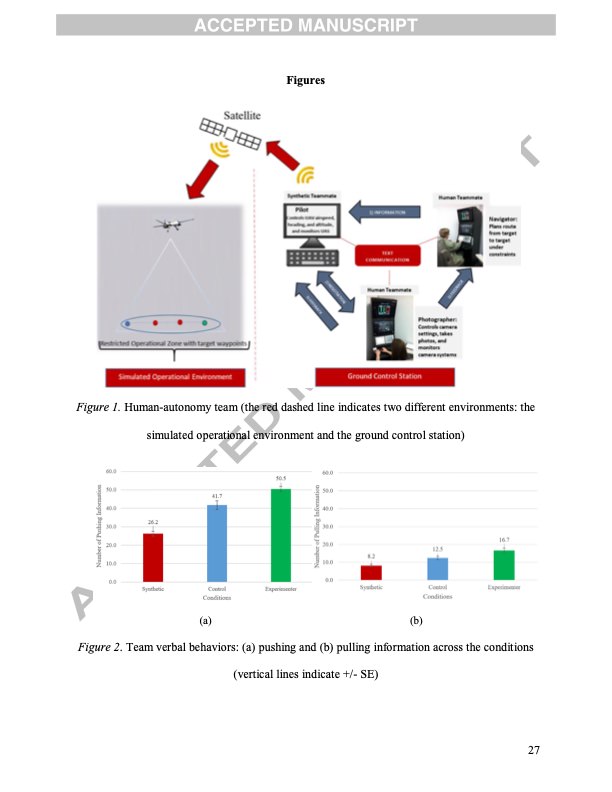 ACCEPTED MANUSCRIPT
Figures
Satellite
Synthetic Teammate
Pilot
Controls UAV airspeed,
heading, and altitude,
and monitors UAV
1) INFORMATION
Human Teammate
Navigator:
Plans route
from target
to target
under
constraints
TEXT
COMMUNICATION
Human Teammate
Photographer:
Controls camera
settings, takes
photos, and
monitors
camera systems
Restricted Operational Zone with target waypoints
Simulated Operational Environment
Ground Control Station
Figure 1. Human-autonomy team (the red dashed line indicates two different environments: the
simulated operational environment and the ground control station)
Number of Pushing Information
60.0
50.0
40.0
30.0
20.0
10.0
0.0
26.2
41.7
50.5
Synthetic
Control
Experimenter
Conditions
(a)
Number of Pulling Information
60.0
50.0
40.0
30.0
20.0
10.0
0.0
8.2
12.5
16.7
Synthetic
Control
Experimenter
Conditions
(b)
Figure 2. Team verbal behaviors: (a) pushing and (b) pulling information across the conditions
(vertical lines indicate +/- SE)
27